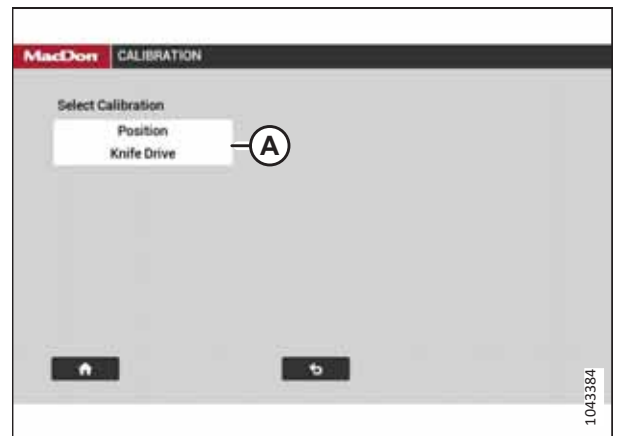 MacDon CALIBRATION
Select Calibration
Position
Knife Drive
A
1043384